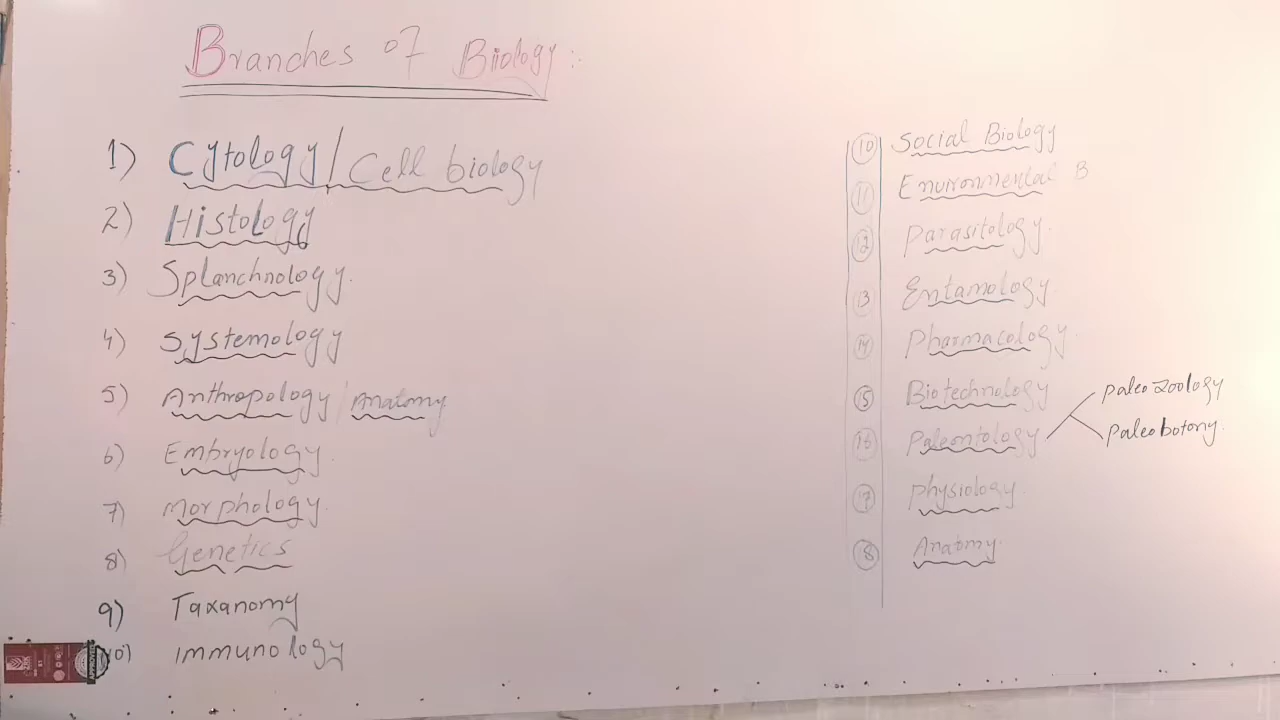 Branches of Biology:
1) Cytology/Cell biology
2) Histology
3) Splanchnology.
4) Systemology
5) Anthropology/Anatomy
6) Embryology.
7) Morphology.
8) Genetics
9) Taxanomy
10) immunology
10 Social Biology
11 Enuironmental B
12 Parasitology.
13 Entamology.
14 Pharmacology.
15 Biotechnology
16 Paleontology
paleozoology
paleobotony.
17 physiology.
18 Anatomy.
APPROVED